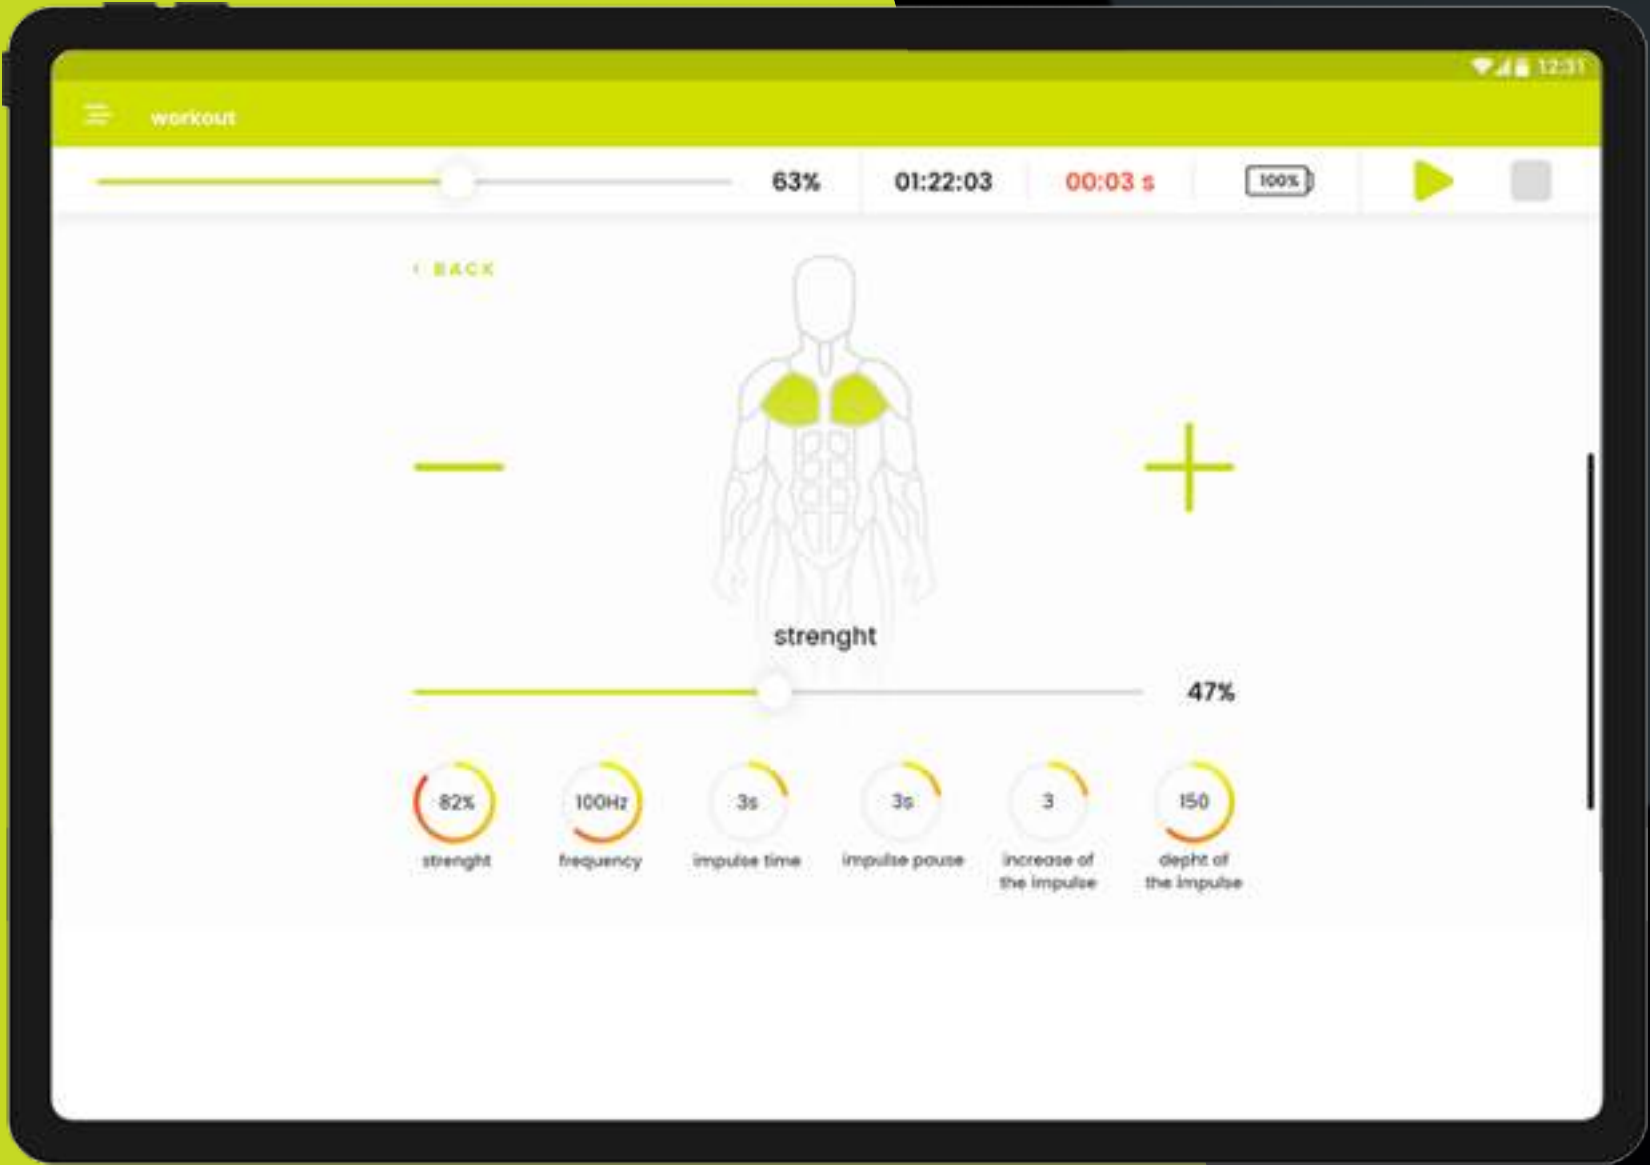 12:31
workout
63% 01:22:03 00:03 s 100%
‹ BACK
strenght
47%
82% 100Hz 3s 3s 3 150
strenght frequency impulse time impulse pause increase of depht of
the impulse the impulse